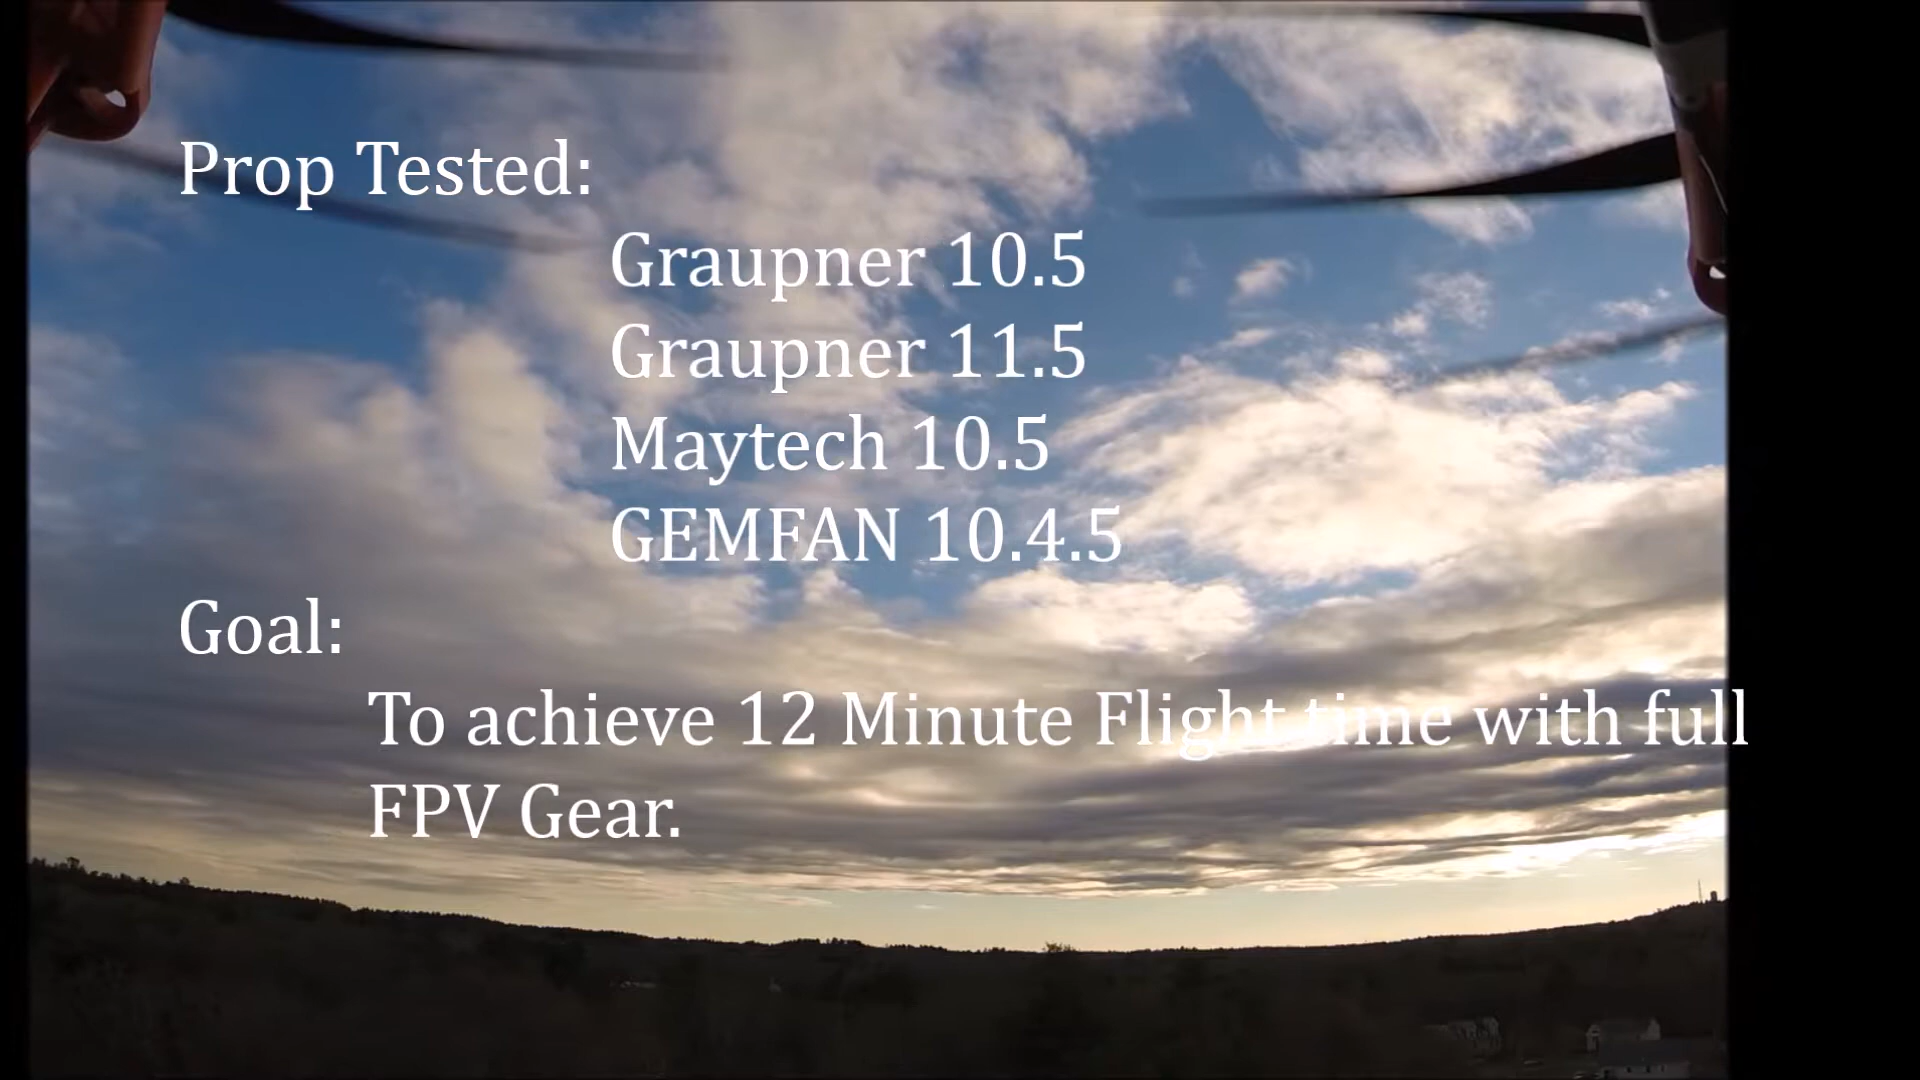 Prop Tested:
Graupner 10.5
Graupner 11.5
Maytech 10.5
GEMFAN 10.4.5
Goal:
To achieve 12 Minute Flight time with full
FPV Gear.